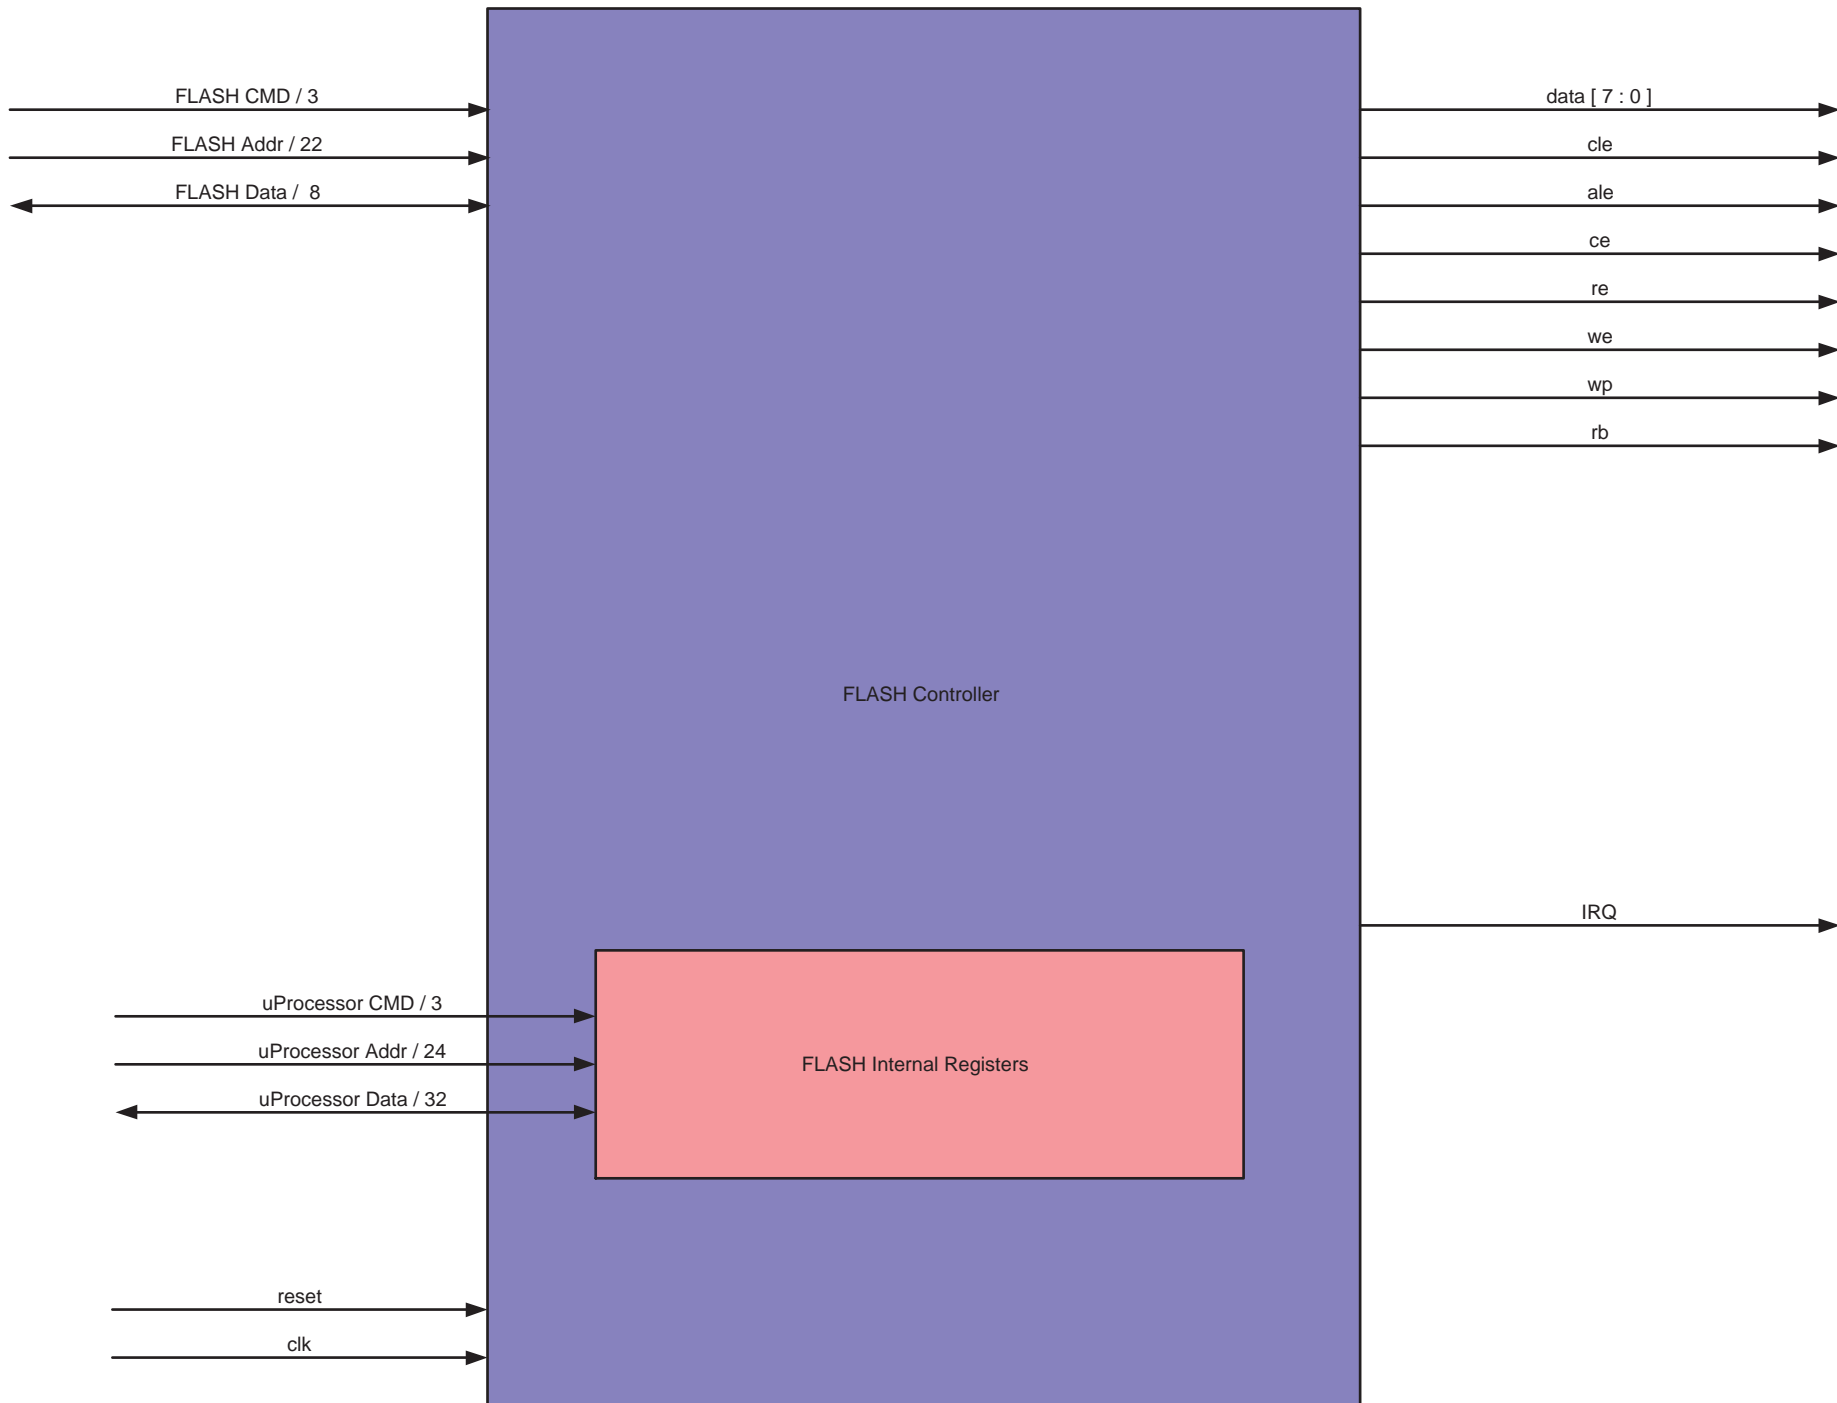 FLASH CMD / 3
FLASH Addr / 22
FLASH Data /  8
data [ 7 : 0 ]
cle
ale
ce
re
we
wp
rb
FLASH Controller
IRQ
uProcessor CMD / 3
uProcessor Addr / 24
uProcessor Data / 32
FLASH Internal Registers
reset
clk